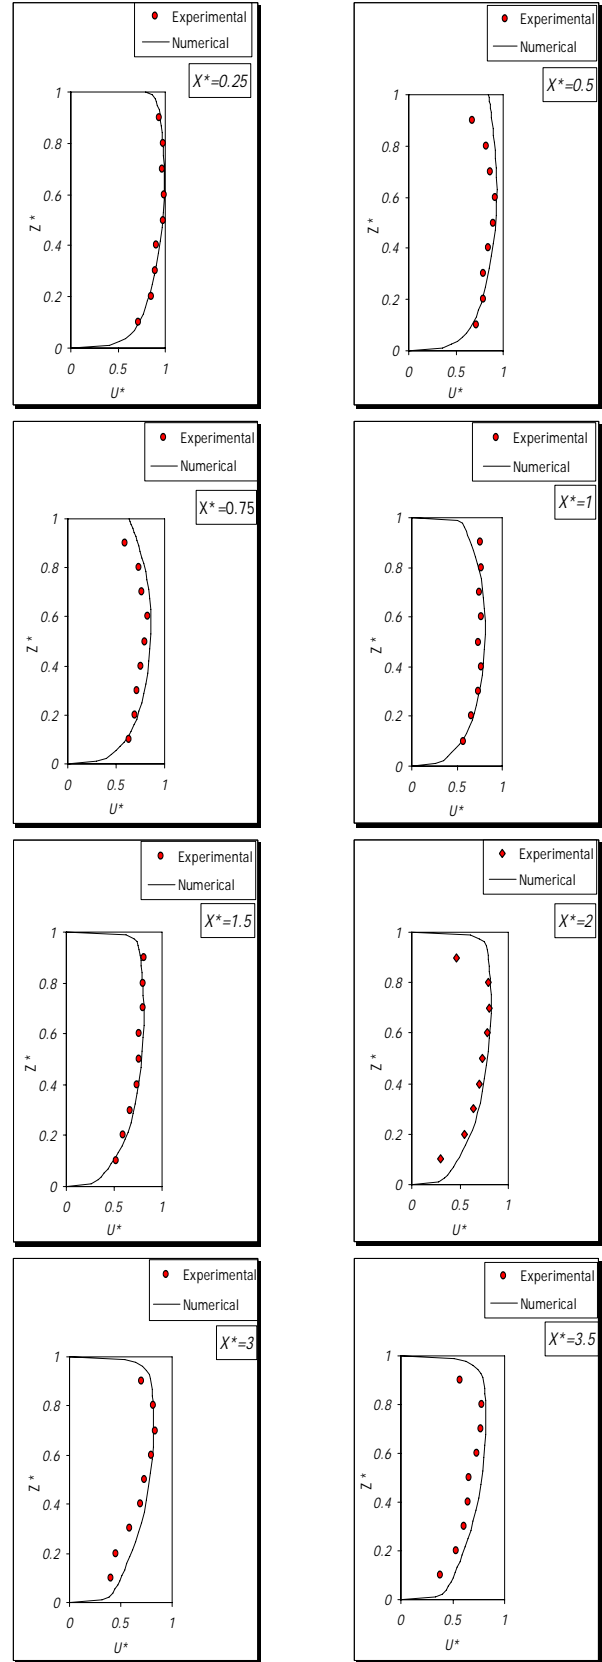 Experimental
Numerical
X*=0.25
1
0.8
0.6
0.4
0.2
0
Z *
0 0.5 1
U*
Experimental
Numerical
X*=0.5
1
0.8
0.6
0.4
0.2
0
Z *
0 0.5 1
U*
Experimental
Numerical
X*=0.75
1
0.8
0.6
0.4
0.2
0
Z *
0 0.5 1
U*
Experimental
Numerical
X*=1
1
0.8
0.6
0.4
0.2
0
Z *
0 0.5 1
U*
Experimental
Numerical
X*=1.5
1
0.8
0.6
0.4
0.2
0
Z *
0 0.5 1
U*
Experimental
Numerical
X*=2
1
0.8
0.6
0.4
0.2
0
Z *
0 0.5 1
U*
Experimental
Numerical
X*=3
1
0.8
0.6
0.4
0.2
0
Z *
0 0.5 1
U*
Experimental
Numerical
X*=3.5
1
0.8
0.6
0.4
0.2
0
Z *
0 0.5 1
U*